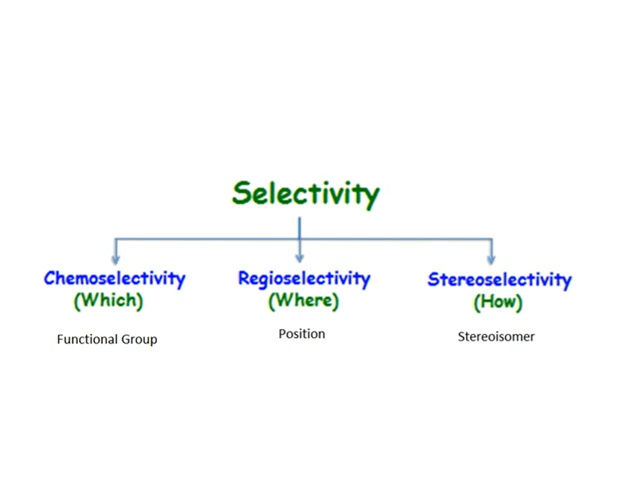 Selectivity
Chemoselectivity
(Which)
Functional Group
Regioselectivity
(Where)
Position
Stereoselectivity
(How)
Stereoisomer